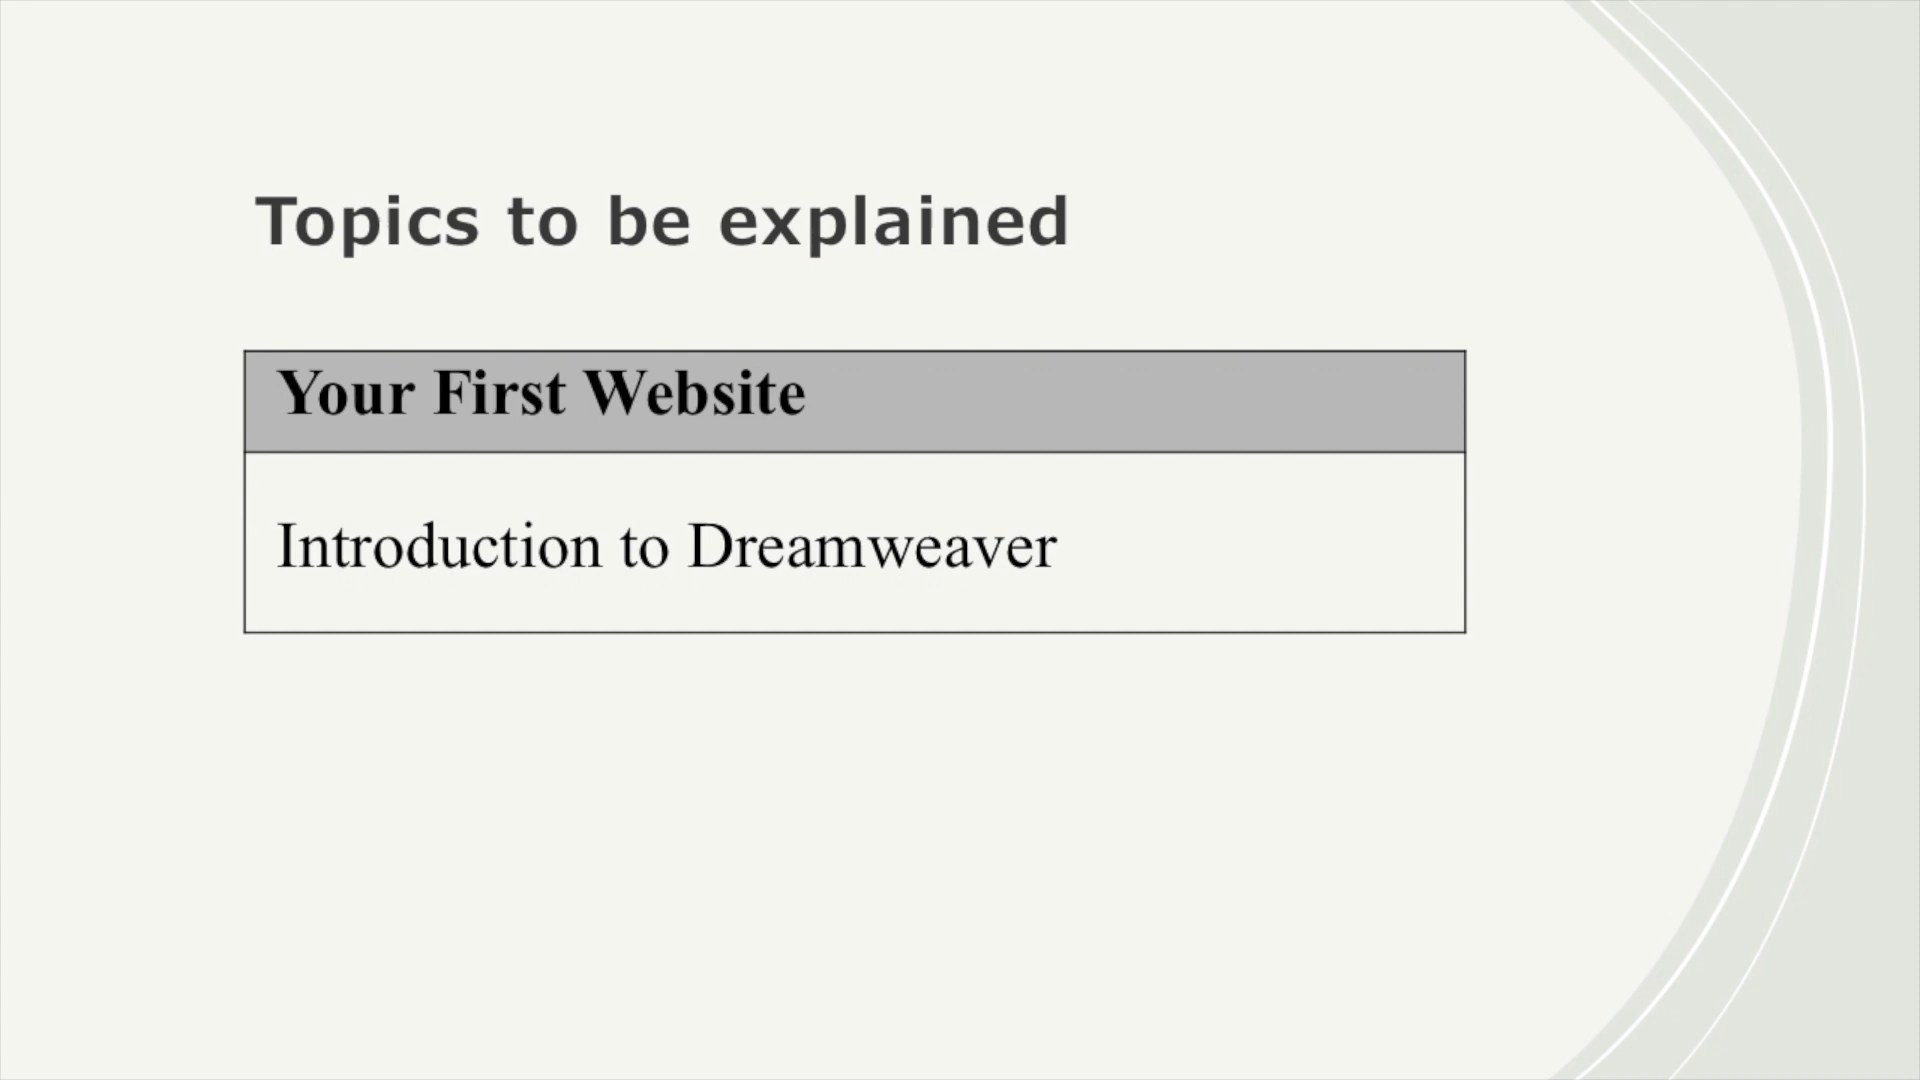 Topics to be explained
Your First Website
Introduction to Dreamweaver